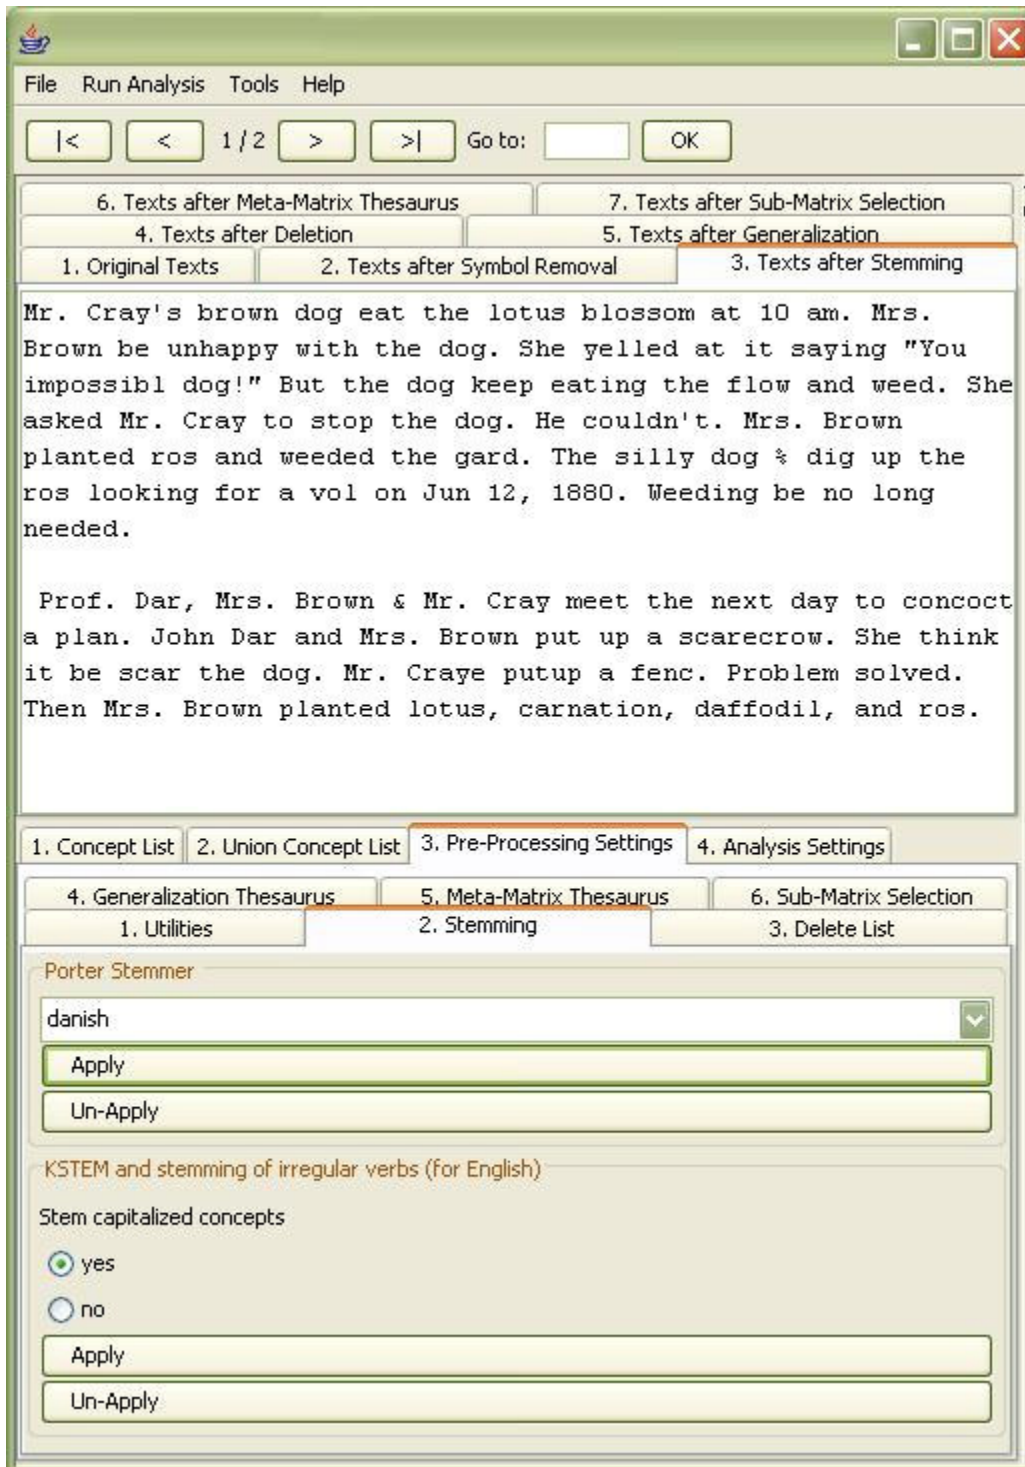 File Run Analysis Tools Help
|< < 1 / 2 > >| Go to: OK
6. Texts after Meta-Matrix Thesaurus 7. Texts after Sub-Matrix Selection
4. Texts after Deletion 5. Texts after Generalization
1. Original Texts 2. Texts after Symbol Removal 3. Texts after Stemming
Mr. Cray's brown dog eat the lotus blossom at 10 am. Mrs.
Brown be unhappy with the dog. She yelled at it saying "You
impossibl dog!" But the dog keep eating the flow and weed. She
asked Mr. Cray to stop the dog. He couldn't. Mrs. Brown
planted ros and weeded the gard. The silly dog % dig up the
ros looking for a vol on Jun 12, 1880. Weeding be no long
needed.
Prof. Dar, Mrs. Brown & Mr. Cray meet the next day to concoct
a plan. John Dar and Mrs. Brown put up a scarecrow. She think
it be scar the dog. Mr. Craye putup a fenc. Problem solved.
Then Mrs. Brown planted lotus, carnation, daffodil, and ros.
1. Concept List 2. Union Concept List 3. Pre-Processing Settings 4. Analysis Settings
4. Generalization Thesaurus 5. Meta-Matrix Thesaurus 6. Sub-Matrix Selection
1. Utilities 2. Stemming 3. Delete List
Porter Stemmer
danish
Apply
Un-Apply
KSTEM and stemming of irregular verbs (for English)
Stem capitalized concepts
yes
no
Apply
Un-Apply